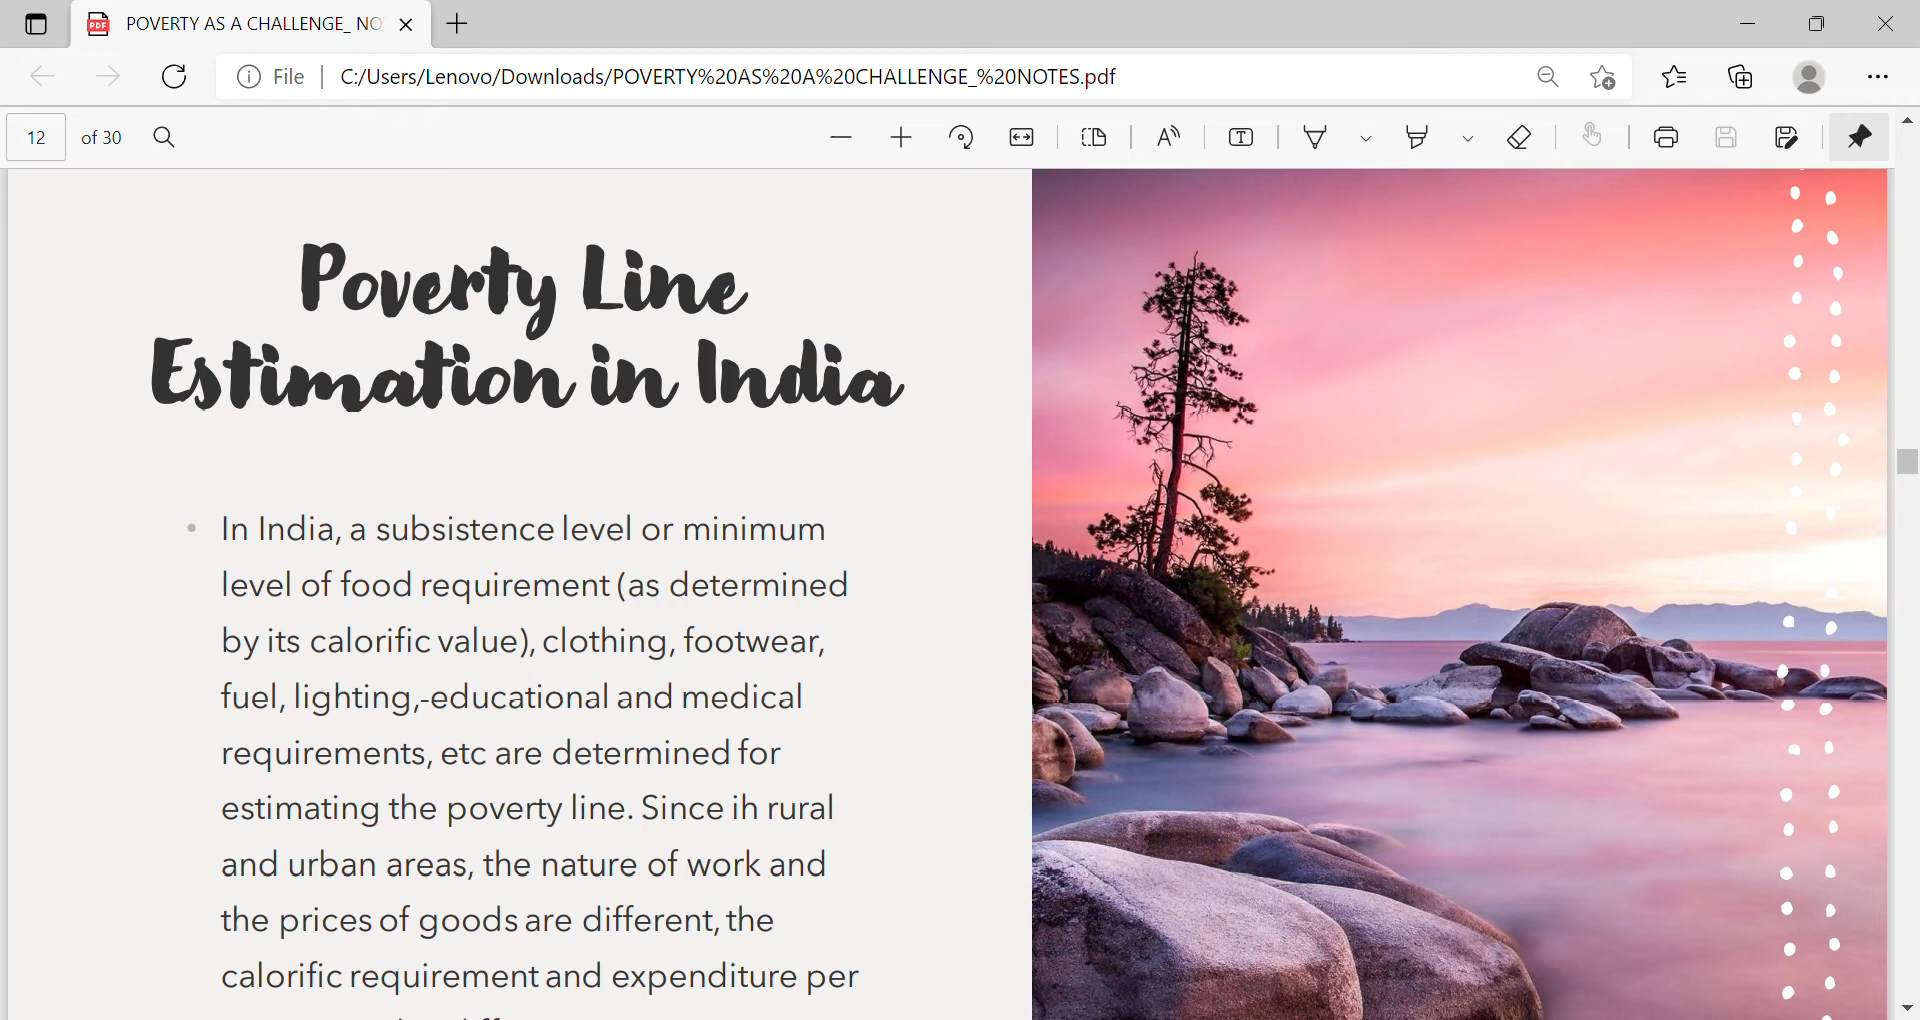 POVERTY AS A CHALLENGE_ NO
File
C:/Users/Lenovo/Downloads/POVERTY%20AS%20A%20CHALLENGE_%20NOTES.pdf
12 of 30
Poverty Line
Estimation in India
• In India, a subsistence level or minimum
level of food requirement (as determined
by its calorific value), clothing, footwear,
fuel, lighting,-educational and medical
requirements, etc are determined for
estimating the poverty line. Since ih rural
and urban areas, the nature of work and
the prices of goods are different, the
calorific requirement and expenditure per